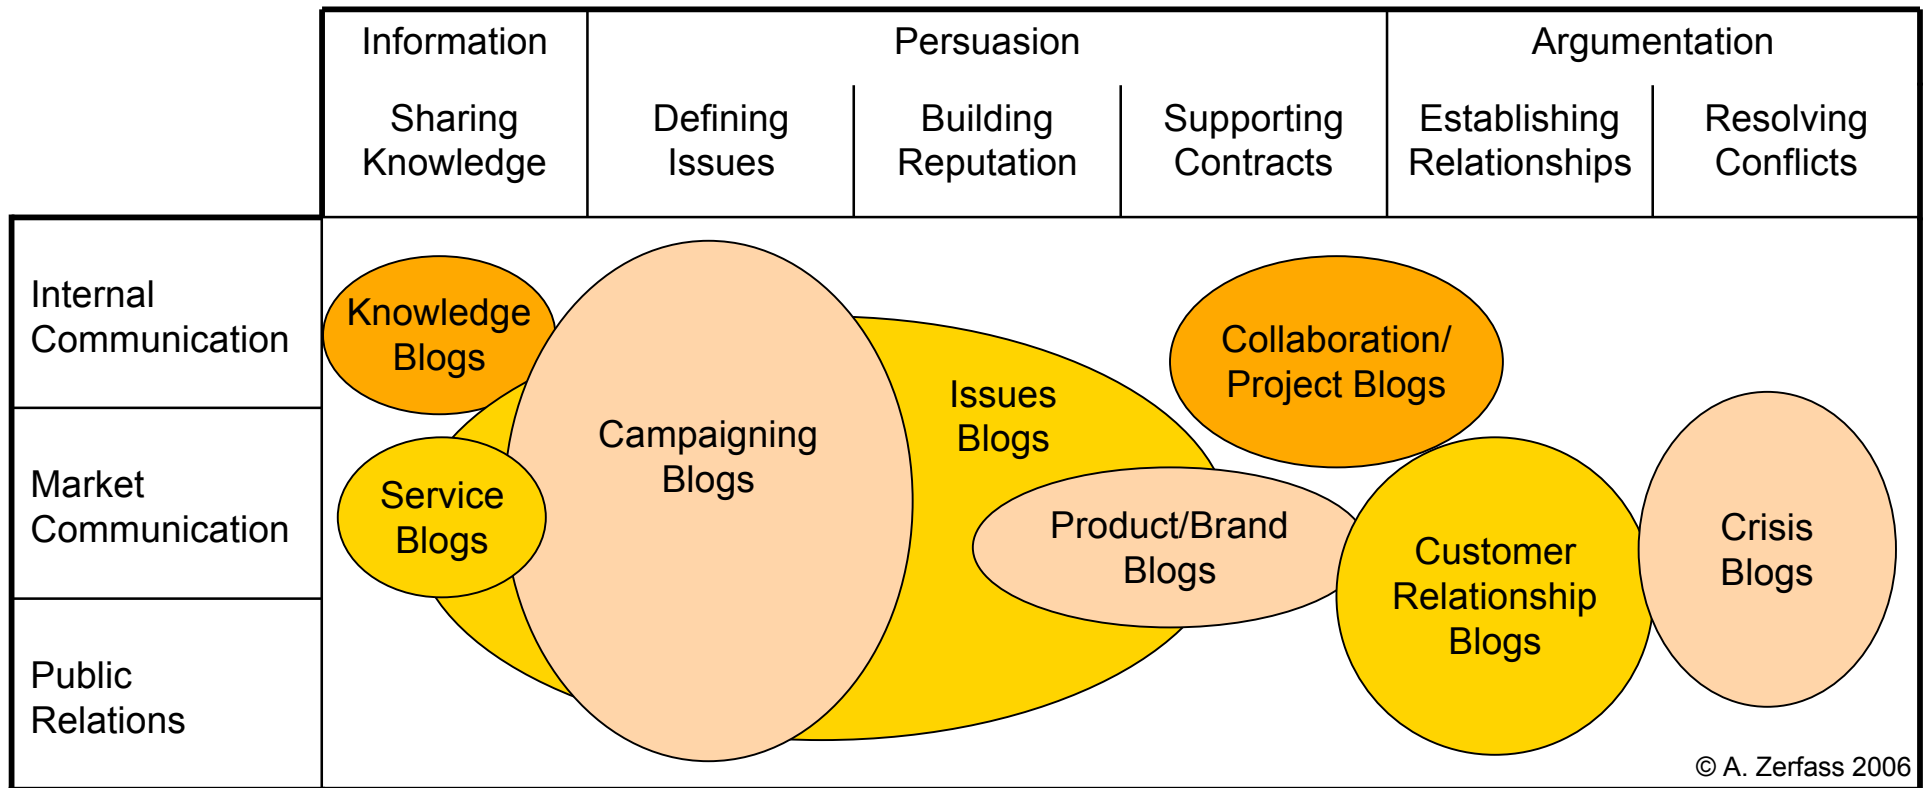 Information
Persuasion
Argumentation
Sharing
Knowledge
Defining
Issues
Building
Reputation
Supporting
Contracts
Establishing
Relationships
Resolving
Conflicts
Internal
Communication
Market
Communication
Public
Relations
Knowledge
Blogs
Service
Blogs
Campaigning
Blogs
Issues
Blogs
Collaboration/
Project Blogs
Product/Brand
Blogs
Customer
Relationship
Blogs
Crisis
Blogs
© A. Zerfass 2006